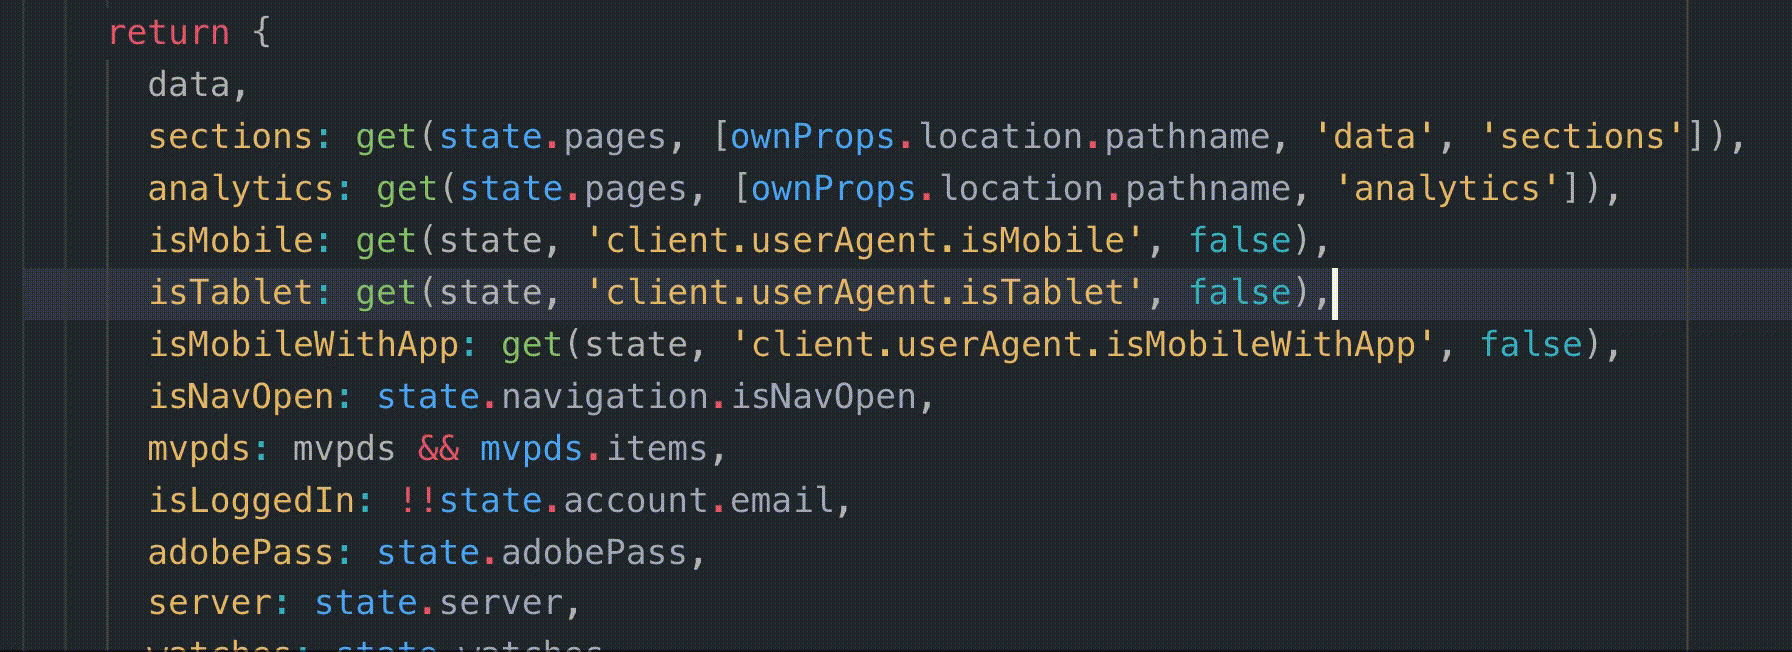 return {
data,
sections: get(state.pages, [ownProps.location.pathname, 'data', 'sections']),
analytics: get(state.pages, [ownProps.location.pathname, 'analytics']),
isMobile: get(state, 'client.userAgent.isMobile', false),
isTablet: get(state, 'client.userAgent.isTablet', false),
isMobileWithApp: get(state, 'client.userAgent.isMobileWithApp', false),
isNavOpen: state.navigation.isNavOpen,
mvpds: mvpds && mvpds.items,
isLoggedIn: !!state.account.email,
adobePass: state.adobePass,
server: state.server,